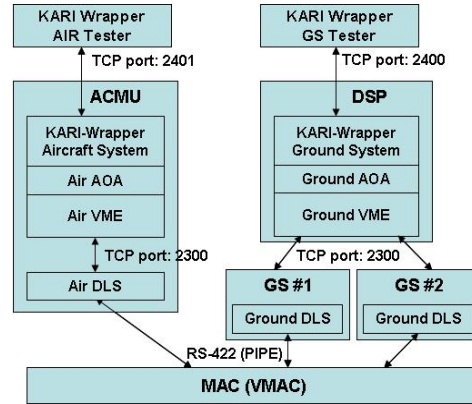 KARI Wrapper
AIR Tester
KARI Wrapper
GS Tester
TCP port: 2401
TCP port: 2400
ACMU
DSP
KARI-Wrapper
Aircraft System
KARI-Wrapper
Ground System
Air AOA
Ground AOA
Air VME
Ground VME
TCP port: 2300
TCP port: 2300
Air DLS
GS #1
GS #2
Ground DLS
Ground DLS
RS-422 (PIPE)
MAC (VMAC)